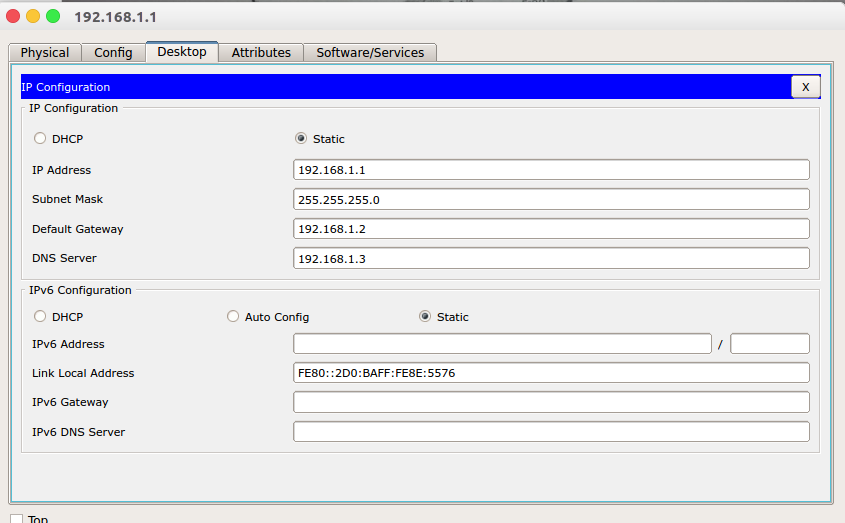 192.168.1.1
Physical Config Desktop Attributes Software/Services
IP Configuration X
IP Configuration
DHCP Static
IP Address 192.168.1.1
Subnet Mask 255.255.255.0
Default Gateway 192.168.1.2
DNS Server 192.168.1.3
IPv6 Configuration
DHCP Auto Config Static
IPv6 Address /
Link Local Address FE80::2D0:BAFF:FE8E:5576
IPv6 Gateway
IPv6 DNS Server
Top